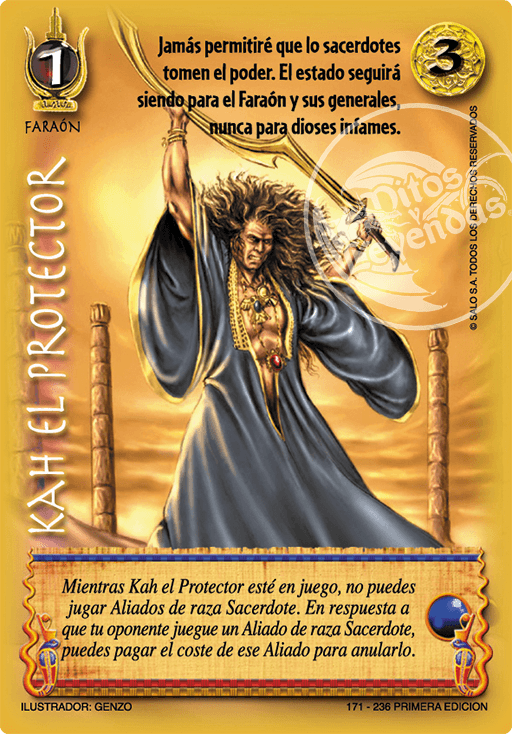 1
FARAÓN
Jamás permitiré que lo sacerdotes
tomen el poder. El estado seguirá
siendo para el Faraón y sus generales,
nunca para dioses infames.
3
KAH EL PROTECTOR
Mitos
y
Leyendas.
© SALO S.A. TODOS LOS DERECHOS RESERVADOS
Mientras Kah el Protector esté en juego, no puedes
jugar Aliados de raza Sacerdote. En respuesta a
que tu oponente juegue un Aliado de raza Sacerdote,
puedes pagar el coste de ese Aliado para anularlo.
ILUSTRADOR: GENZO
171 - 236 PRIMERA EDICION